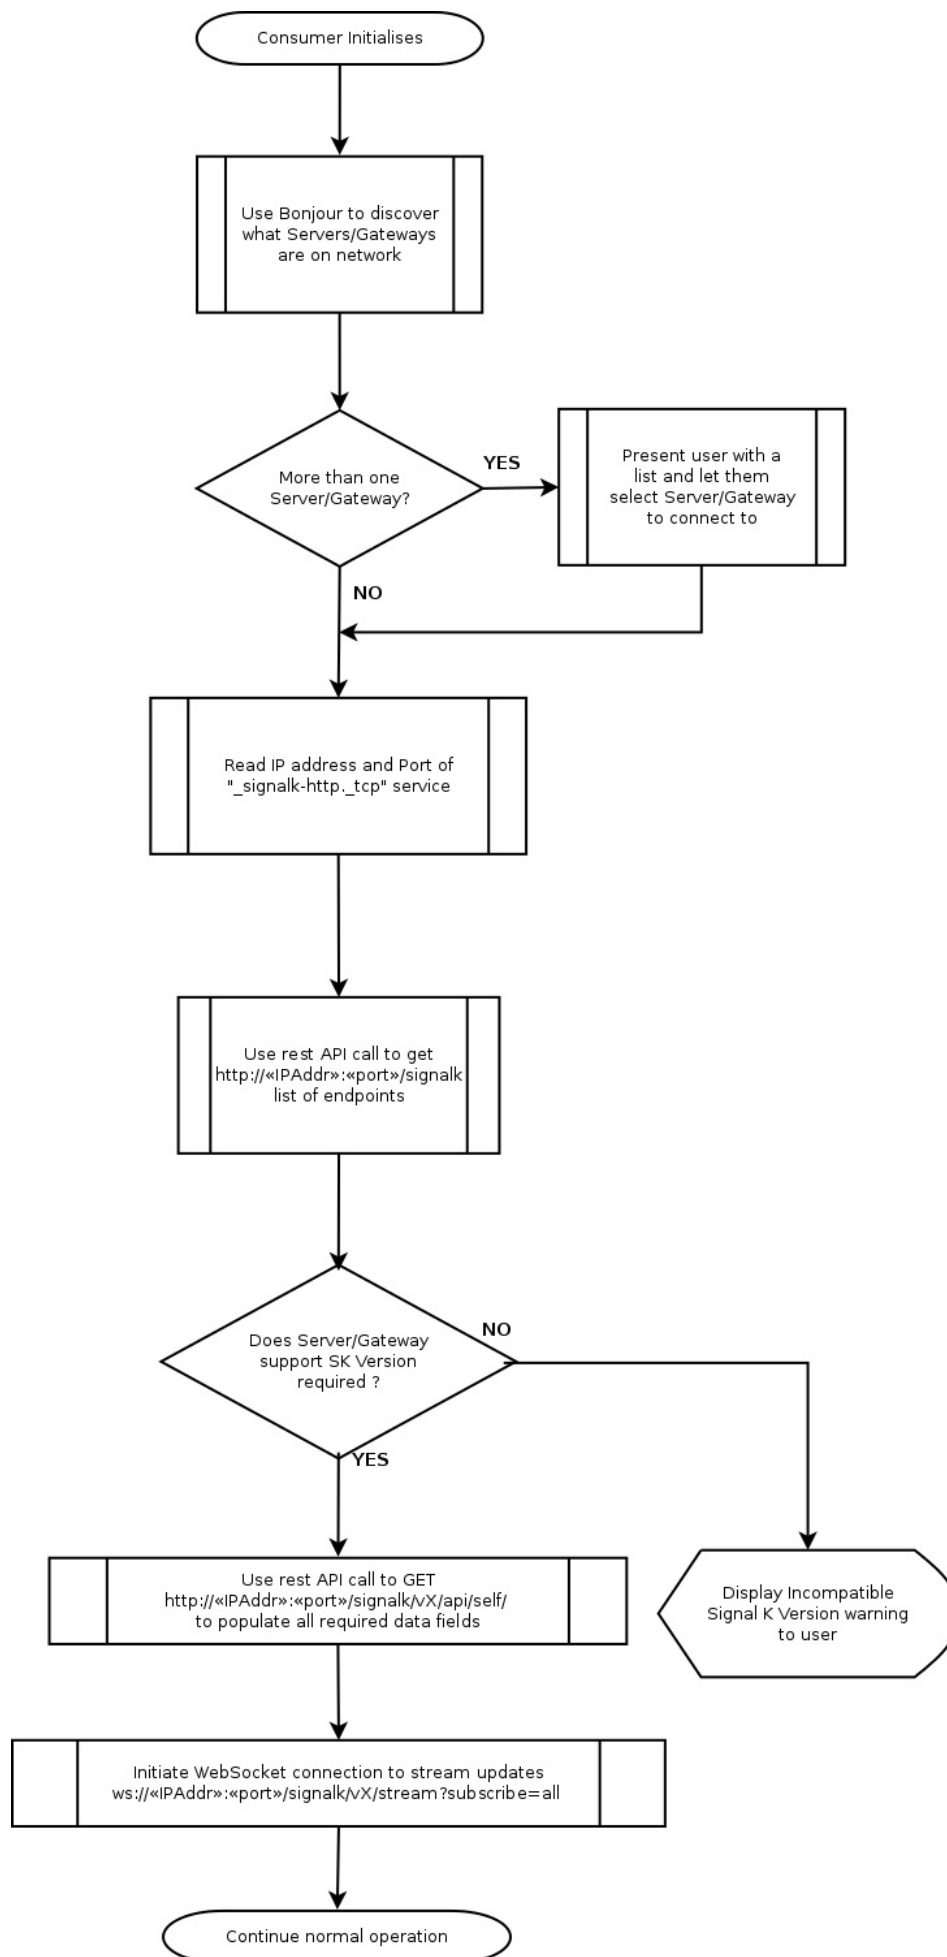 Consumer Initialises
Use Bonjour to discover
what Servers/Gateways
are on network
More than one
Server/Gateway?
YES
Present user with a
list and let them
select Server/Gateway
to connect to
NO
Read IP address and Port of
"_signalk-http._tcp" service
Use rest API call to get
http://«IPAddr»:«port»/signalk
list of endpoints
Does Server/Gateway
support SK Version
required ?
NO
YES
Use rest API call to GET
http://«IPAddr»:«port»/signalk/vX/api/self/
to populate all required data fields
Display Incompatible
Signal K Version warning
to user
Initiate WebSocket connection to stream updates
ws://«IPAddr»:«port»/signalk/vX/stream?subscribe=all
Continue normal operation